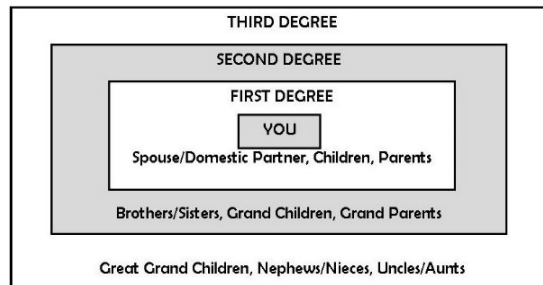 THIRD DEGREE
SECOND DEGREE
FIRST DEGREE
YOU
Spouse/Domestic Partner, Children, Parents
Brothers/Sisters, Grand Children, Grand Parents
Great Grand Children, Nephews/Nieces, Uncles/Aunts